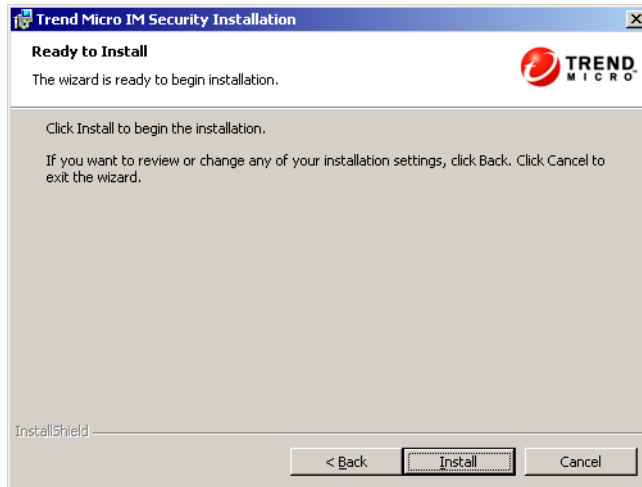 Trend Micro IM Security Installation
Ready to Install
The wizard is ready to begin installation.
TREND
MICRO™
Click Install to begin the installation.
If you want to review or change any of your installation settings, click Back. Click Cancel to
exit the wizard.
InstallShield
< Back
Install
Cancel